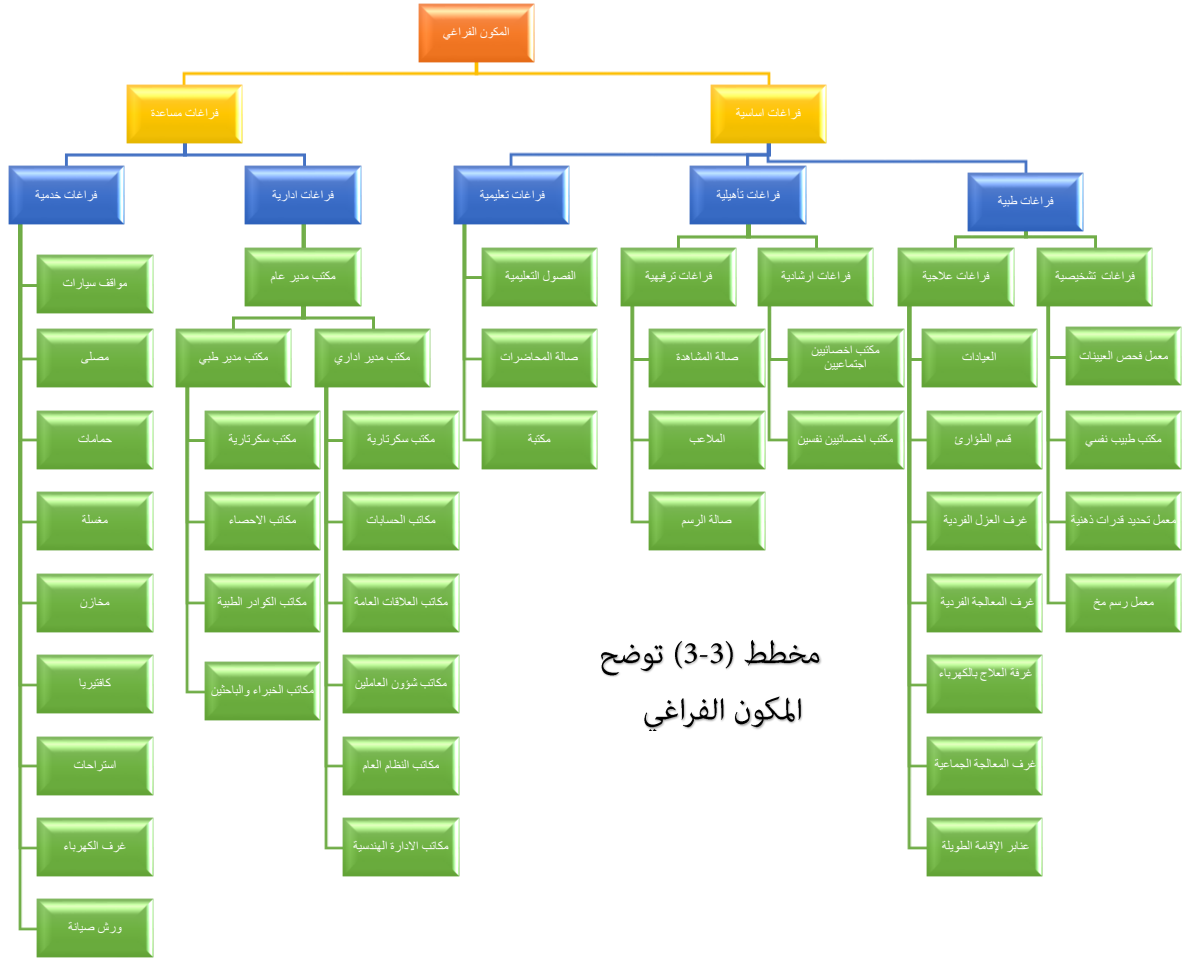 المكون الفراغي
فراغات اساسية
فراغات مساعدة
فراغات طبية
فراغات تأهيلية
فراغات تعليمية
فراغات ادارية
فراغات خدمية
فراغات تشخيصية
معمل فحص العيينات
مكتب طبيب نفسي
معمل تحديد قدرات ذهنية
معمل رسم مخ
فراغات علاجية
العيادات
قسم الطؤارئ
غرف العزل الفردية
غرف المعالجة الفردية
غرفة العلاج بالكهرباء
غرف المعالجة الجماعية
عنابر الإقامة الطويلة
فراغات ارشادية
مكتب اخصائيين
اجتماعيين
مكتب اخصائيين نفسين
فراغات ترفيهية
صالة المشاهدة
الملاعب
صالة الرسم
الفصول التعليمية
صالة المحاضرات
مكتبة
مكتب مدير عام
مكتب مدير اداري
مكتب سكرتارية
مكاتب الحسابات
مكاتب العلاقات العامة
مكاتب شؤون العاملين
مكاتب النظام العام
مكاتب الادارة الهندسية
مكتب مدير طبي
مكتب سكرتارية
مكاتب الاحصاء
مكاتب الكوادر الطبية
مكاتب الخبراء والباحثين
مواقف سيارات
مصلى
حمامات
مغسلة
مخازن
كافتيريا
استراحات
غرف الكهرباء
ورش صيانة
مخطط (3-3) توضح
المكون الفراغي